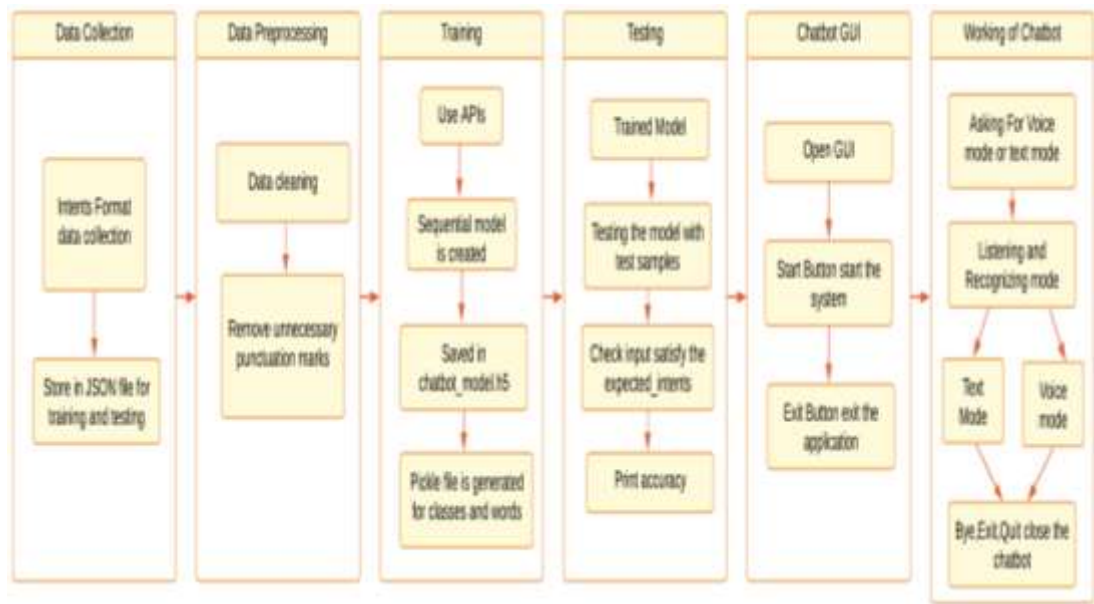 Data Collection
Intents Format
data collection
Store in JSON file for
training and testing
Data Preprocessing
Data cleaning
Remove unnecessary
punctuation marks
Training
Use APIs
Sequential model
is created
Saved in
chatbot_model.h5
Pickle file is generated
for classes and words
Testing
Trained Model
Testing the model with
test samples
Check input satisfy the
expected_intents
Print accuracy
Chatbot GUI
Open GUI
Start Button start the
system
Exit Button exit the
application
Working of Chatbot
Asking For Voice
mode or text mode
Listening and
Recognizing mode
Text
Mode
Voice
mode
Bye,Exit,Quit close the
chatbot